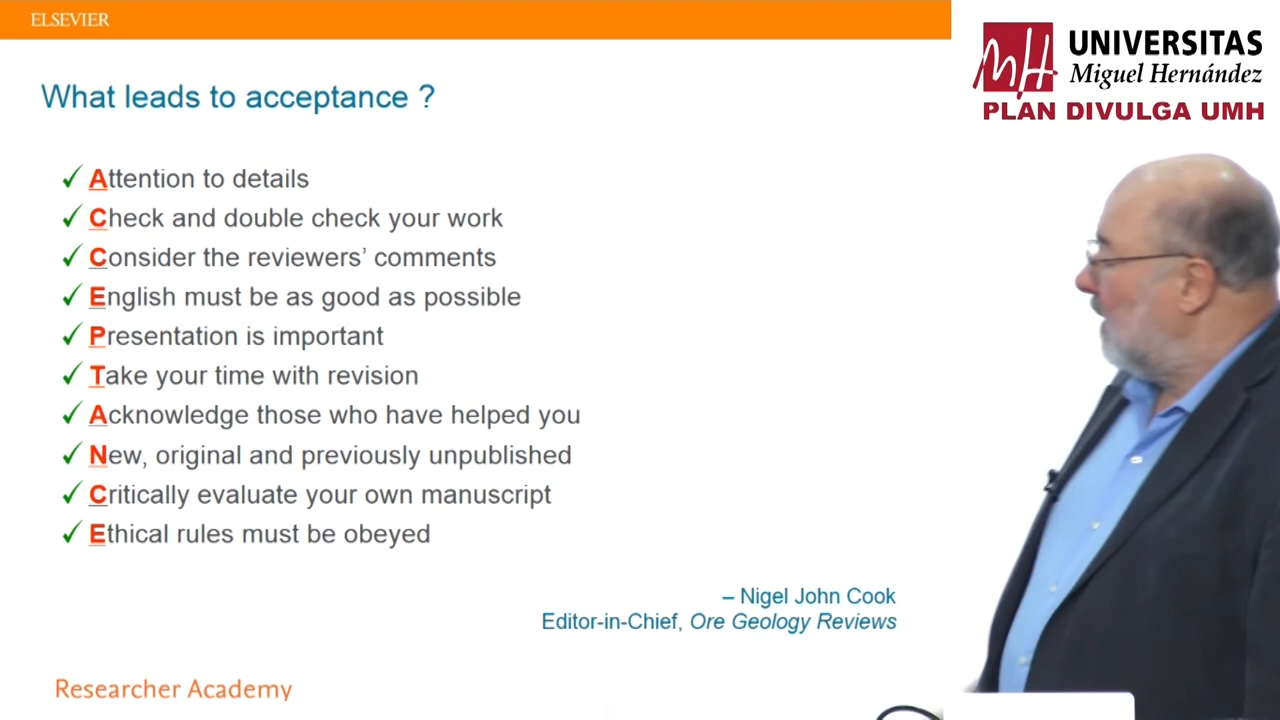 ELSEVIER
What leads to acceptance ?
✓ Attention to details
✓ Check and double check your work
✓ Consider the reviewers’ comments
✓ English must be as good as possible
✓ Presentation is important
✓ Take your time with revision
✓ Acknowledge those who have helped you
✓ New, original and previously unpublished
✓ Critically evaluate your own manuscript
✓ Ethical rules must be obeyed
– Nigel John Cook
Editor-in-Chief, Ore Geology Reviews
Researcher Academy
mH UNIVERSITAS
Miguel Hernández
PLAN DIVULGA UMH